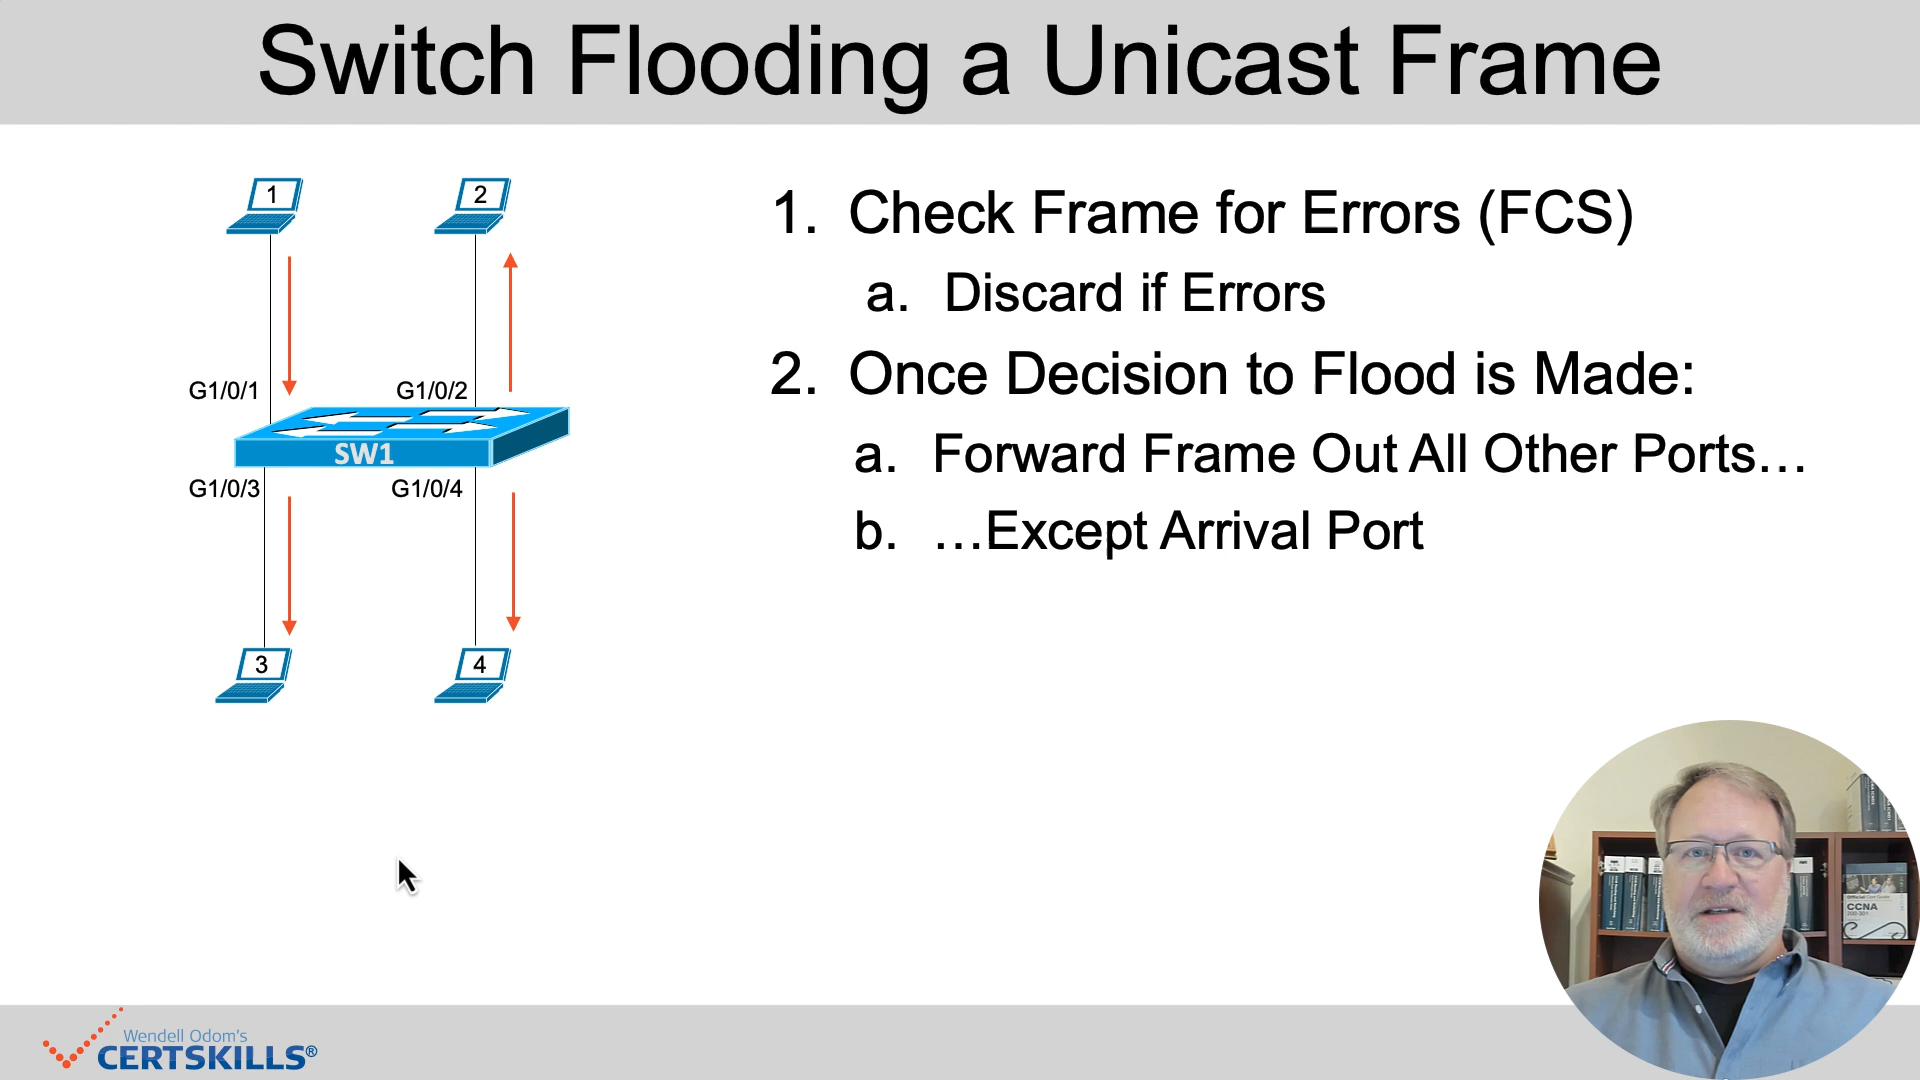 Switch Flooding a Unicast Frame
1
2
G1/0/1
G1/0/2
SW1
G1/0/3
G1/0/4
3
4
1. Check Frame for Errors (FCS)
a. Discard if Errors
2. Once Decision to Flood is Made:
a. Forward Frame Out All Other Ports…
b. …Except Arrival Port
CCNA
Wendell Odom's
CERTSKILLS®